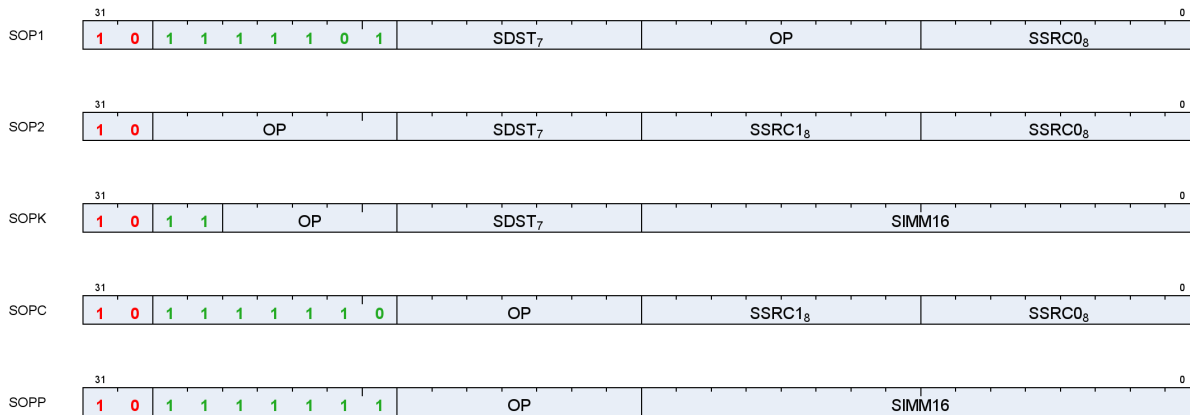 31 0
SOP1 1 0 1 1 1 1 1 0 1 SDST₇ OP SSRC0₈
31 0
SOP2 1 0 OP SDST₇ SSRC1₈ SSRC0₈
31 0
SOPK 1 0 1 1 OP SDST₇ SIMM16
31 0
SOPC 1 0 1 1 1 1 1 1 0 OP SSRC1₈ SSRC0₈
31 0
SOPP 1 0 1 1 1 1 1 1 1 OP SIMM16